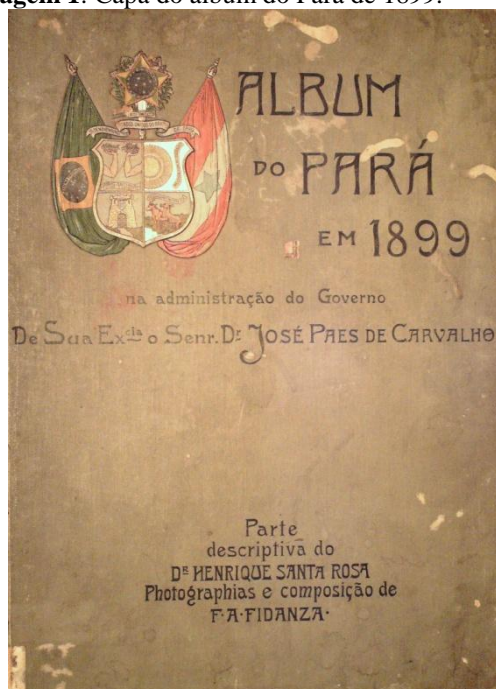 agem 1: Capa do álbum do Pará de 1899.
ALBUM
DO PARÁ
EM 1899
na administração do Governo
De Sua Ex.cia o Senr. Dr. JOSÉ PAES DE CARVALHO
Parte
descriptiva do
DR HENRIQUE SANTA ROSA
Photographias e composição de
F·A·FIDANZA·